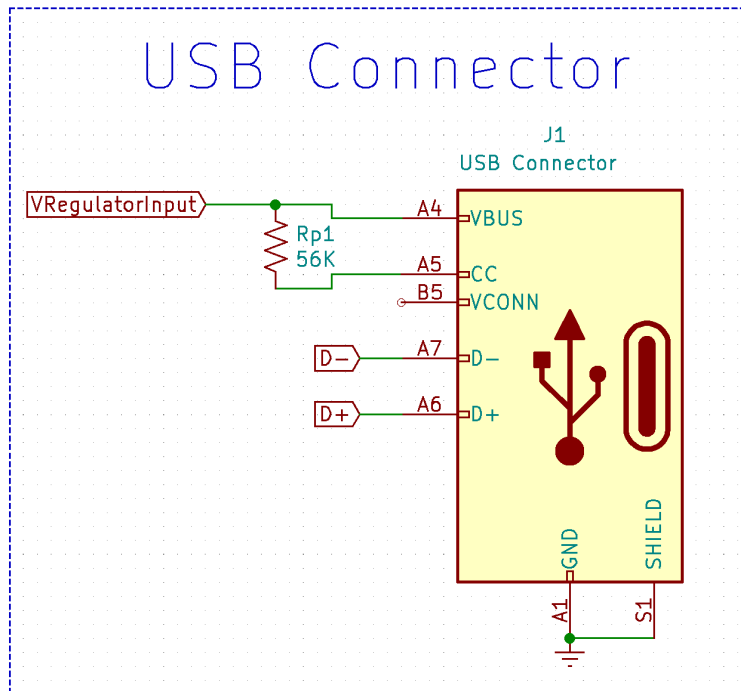 USB Connector
J1
USB Connector
VRegulatorInput
A4
VBUS
Rp1
56K
A5
CC
B5
VCONN
D-
A7
D-
D+
A6
D+
GND
SHIELD
A1
S1